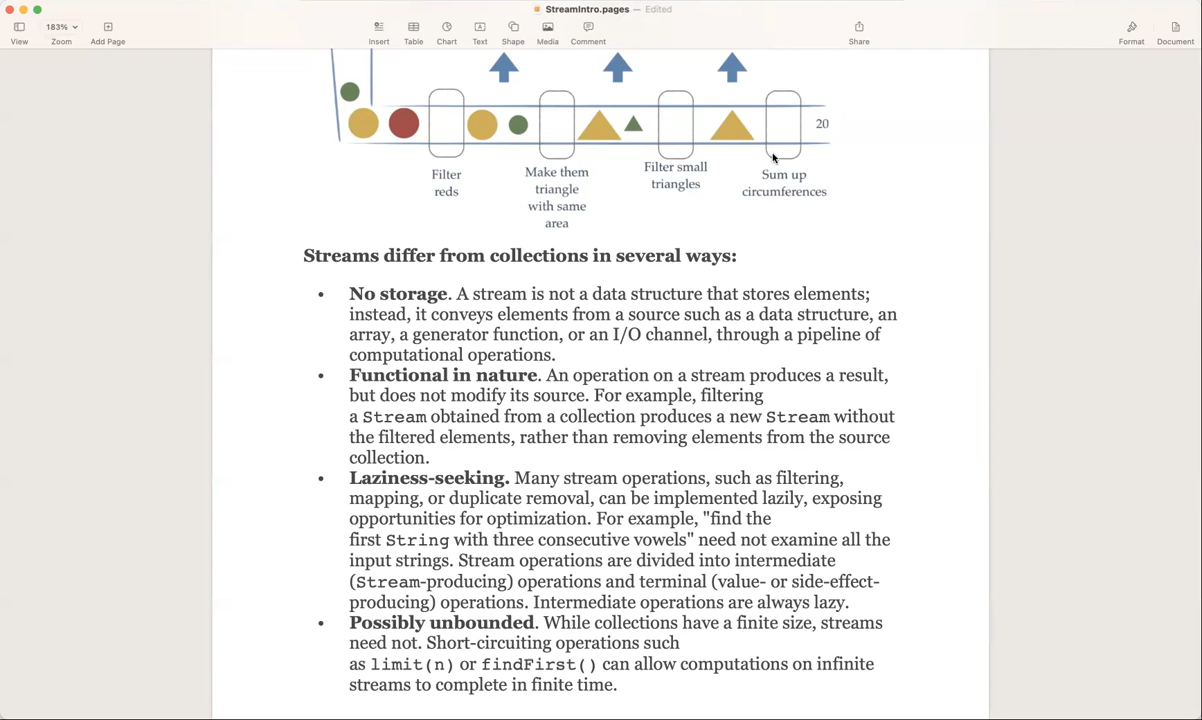 StreamIntro.pages — Edited
183%
View
Zoom
Add Page
Insert
Table
Chart
Text
Shape
Media
Comment
Share
Format
Document
20
Filter
reds
Make them
triangle
with same
area
Filter small
triangles
Sum up
circumferences
Streams differ from collections in several ways:
• No storage. A stream is not a data structure that stores elements;
instead, it conveys elements from a source such as a data structure, an
array, a generator function, or an I/O channel, through a pipeline of
computational operations.
• Functional in nature. An operation on a stream produces a result,
but does not modify its source. For example, filtering
a Stream obtained from a collection produces a new Stream without
the filtered elements, rather than removing elements from the source
collection.
• Laziness-seeking. Many stream operations, such as filtering,
mapping, or duplicate removal, can be implemented lazily, exposing
opportunities for optimization. For example, "find the
first String with three consecutive vowels" need not examine all the
input strings. Stream operations are divided into intermediate
(Stream-producing) operations and terminal (value- or side-effect-
producing) operations. Intermediate operations are always lazy.
• Possibly unbounded. While collections have a finite size, streams
need not. Short-circuiting operations such
as limit(n) or findFirst() can allow computations on infinite
streams to complete in finite time.